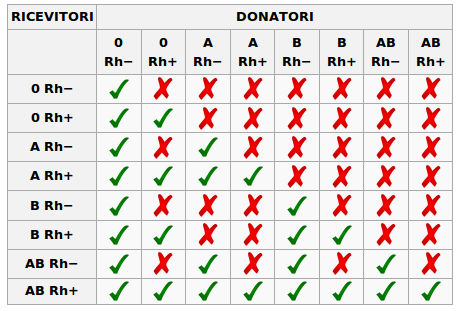 RICEVITORI DONATORI
0 0 A A B B AB AB
Rh− Rh+ Rh− Rh+ Rh− Rh+ Rh− Rh+
0 Rh−
0 Rh+
A Rh−
A Rh+
B Rh−
B Rh+
AB Rh−
AB Rh+